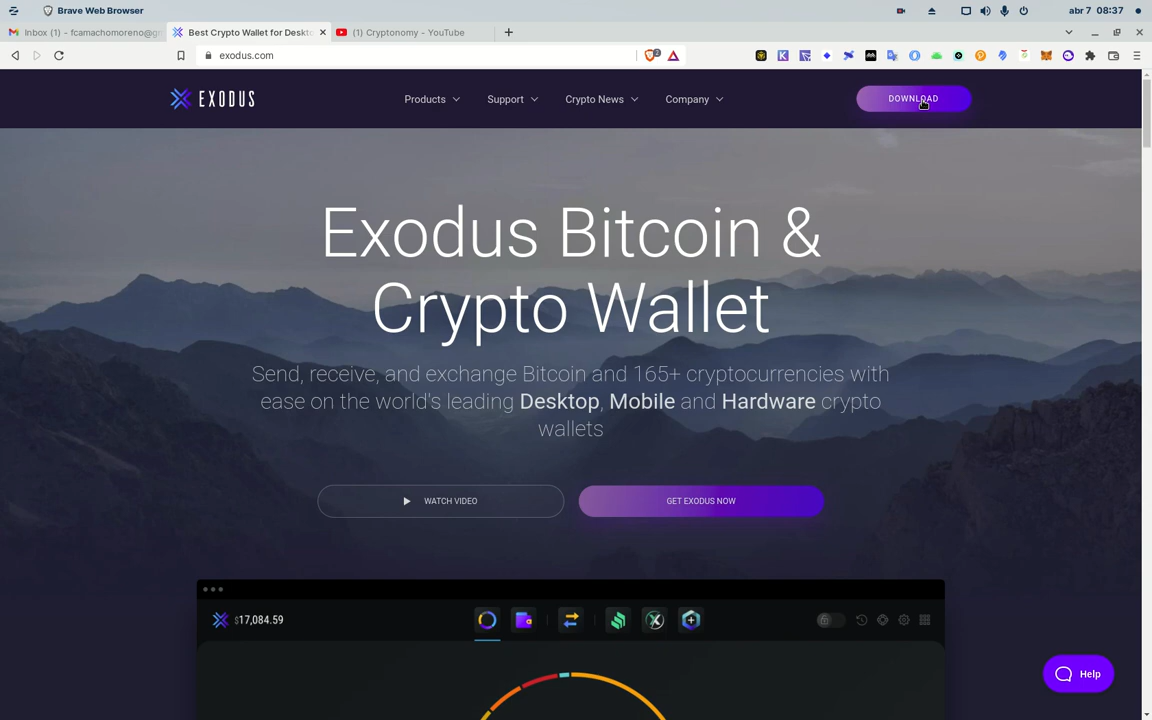 Brave Web Browser
abr 7 08:37
Inbox (1) - fcamachomoreno@g
Best Crypto Wallet for Deskt
(1) Cryptonomy - YouTube
exodus.com
2
EXODUS
Products
Support
Crypto News
Company
DOWNLOAD
Exodus Bitcoin &
Crypto Wallet
Send, receive, and exchange Bitcoin and 165+ cryptocurrencies with
ease on the world's leading Desktop, Mobile and Hardware crypto
wallets
WATCH VIDEO
GET EXODUS NOW
$17,084.59
Help